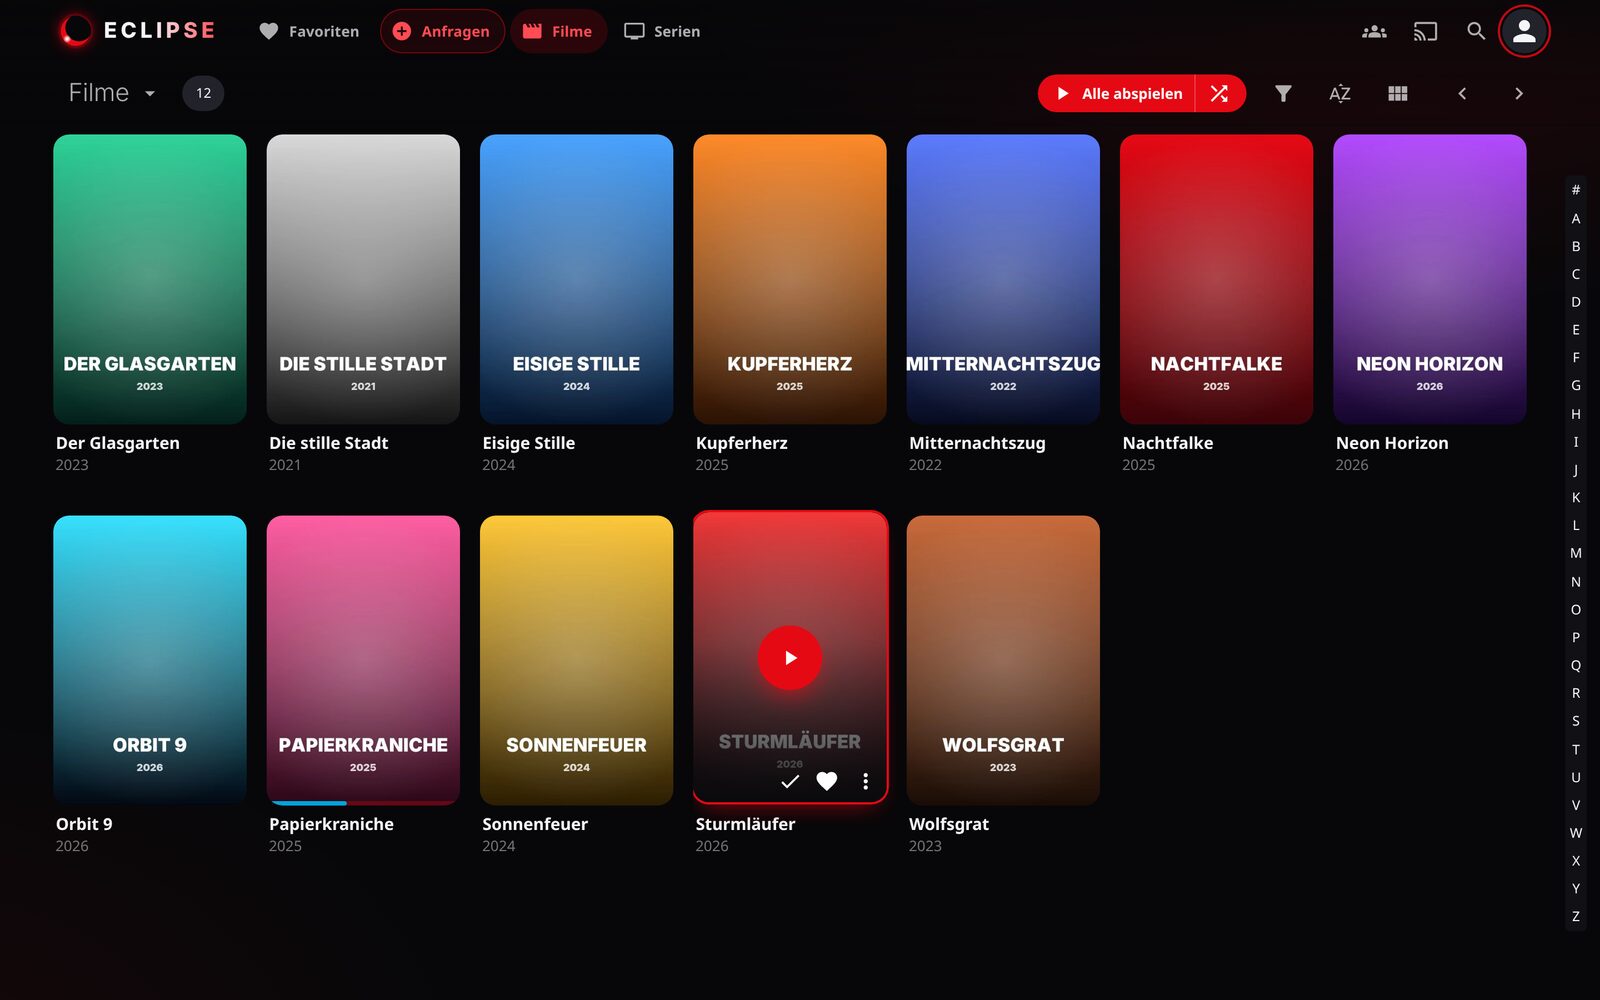 ECLIPSE
Favoriten
Anfragen
Filme
Serien
Filme
12
Alle abspielen
AZ
DER GLASGARTEN
2023
DIE STILLE STADT
2021
EISIGE STILLE
2024
KUPFERHERZ
2025
MITTERNACHTSZUG
2022
NACHTFALKE
2025
NEON HORIZON
2026
Der Glasgarten
2023
Die stille Stadt
2021
Eisige Stille
2024
Kupferherz
2025
Mitternachtszug
2022
Nachtfalke
2025
Neon Horizon
2026
ORBIT 9
2026
PAPIERKRANICHE
2025
SONNENFEUER
2024
STURMLÄUFER
2026
WOLFSGRAT
2023
Orbit 9
2026
Papierkraniche
2025
Sonnenfeuer
2024
Sturmläufer
2026
Wolfsgrat
2023
#
A
B
C
D
E
F
G
H
I
J
K
L
M
N
O
P
Q
R
S
T
U
V
W
X
Y
Z